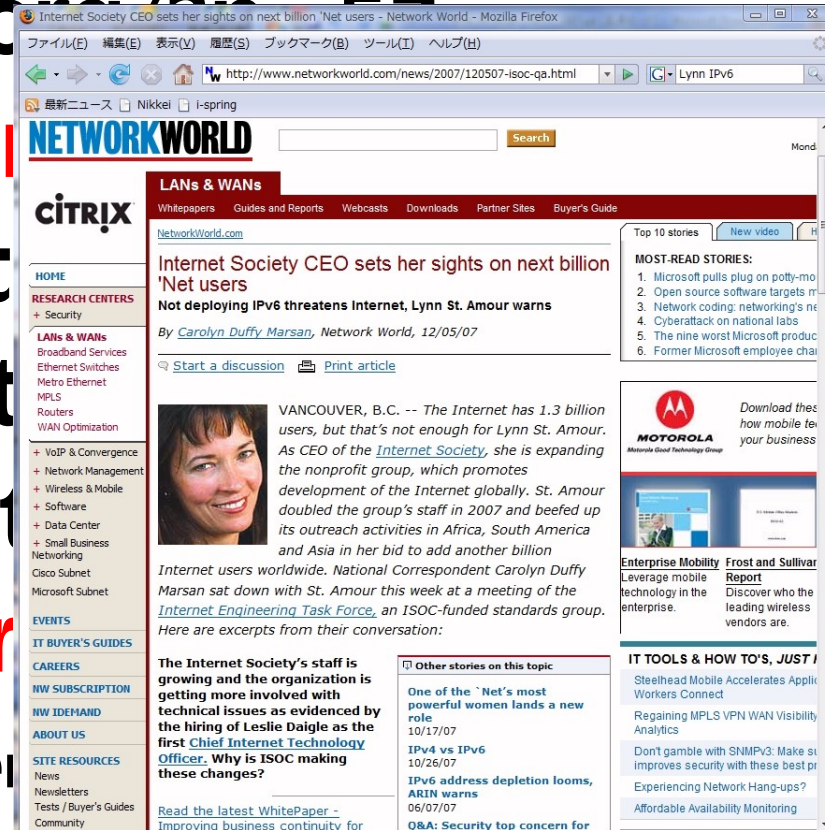 Internet Society CEO sets her sights on next billion `Net users - Network World - Mozilla Firefox
ファイル(F) 編集(E) 表示(V) 履歴(S) ブックマーク(B) ツール(T) ヘルプ(H)
http://www.networkworld.com/news/2007/120507-isoc-qa.html
Lynn IPv6
最新ニュース Nikkei i-spring
NETWORKWORLD
Search
CITRIX
LANs & WANs
Whitepapers Guides and Reports Webcasts Downloads Partner Sites Buyer's Guide
HOME
RESEARCH CENTERS
+ Security
LANs & WANs
Broadband Services
Ethernet Switches
Metro Ethernet
MPLS
Routers
WAN Optimization
+ VoIP & Convergence
+ Network Management
+ Wireless & Mobile
+ Software
+ Data Center
+ Small Business
Networking
Cisco Subnet
Microsoft Subnet
EVENTS
IT BUYER'S GUIDES
CAREERS
NW SUBSCRIPTION
NW IDEMAND
ABOUT US
SITE RESOURCES
News
Newsletters
Tests / Buyer's Guides
Community
NetworkWorld.com
Internet Society CEO sets her sights on next billion
'Net users
Not deploying IPv6 threatens Internet, Lynn St. Amour warns
By Carolyn Duffy Marsan, Network World, 12/05/07
Start a discussion Print article
VANCOUVER, B.C. -- The Internet has 1.3 billion
users, but that's not enough for Lynn St. Amour.
As CEO of the Internet Society, she is expanding
the nonprofit group, which promotes
development of the Internet globally. St. Amour
doubled the group's staff in 2007 and beefed up
its outreach activities in Africa, South America
and Asia in her bid to add another billion
Internet users worldwide. National Correspondent Carolyn Duffy
Marsan sat down with St. Amour this week at a meeting of the
Internet Engineering Task Force, an ISOC-funded standards group.
Here are excerpts from their conversation:
The Internet Society's staff is
growing and the organization is
getting more involved with
technical issues as evidenced by
the hiring of Leslie Daigle as the
first Chief Internet Technology
Officer. Why is ISOC making
these changes?
Read the latest WhitePaper -
Improving business continuity for
Other stories on this topic
One of the `Net's most
powerful women lands a new
role
10/17/07
IPv4 vs IPv6
10/26/07
IPv6 address depletion looms,
ARIN warns
06/07/07
Q&A: Security top concern for
Top 10 stories New video
MOST-READ STORIES:
1. Microsoft pulls plug on potty-mo
2. Open source software targets m
3. Network coding: networking's ne
4. Cyberattack on national labs
5. The nine worst Microsoft produc
6. Former Microsoft employee cha
MOTOROLA
Motorola Good Technology Group
Download thes
how mobile te
your business
Enterprise Mobility
Leverage mobile
technology in the
enterprise.
Frost and Sullivan
Report
Discover who the
leading wireless
vendors are.
IT TOOLS & HOW TO'S, JUST
Steelhead Mobile Accelerates Applic
Workers Connect
Regaining MPLS VPN WAN Visibility
Analytics
Don't gamble with SNMPv3: Make su
improves security with these best pr
Experiencing Network Hang-ups?
Affordable Availability Monitoring